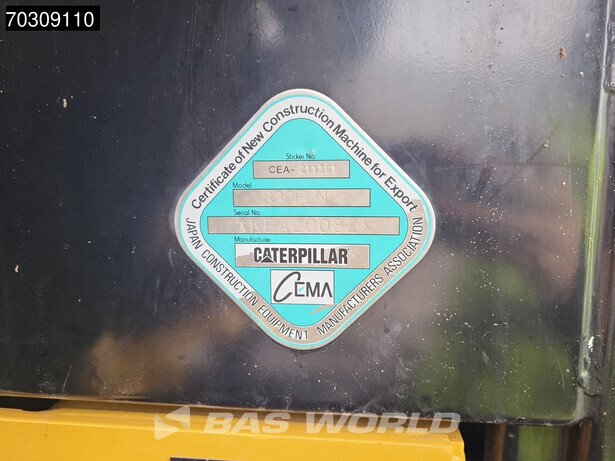 70309110
Certificate of New Construction Machine for Export
Sticker No.
CEA-
Model
Serial No.
Manufacturer
CATERPILLAR
CEMA
JAPAN CONSTRUCTION EQUIPMENT MANUFACTURERS ASSOCIATION
BAS WORLD